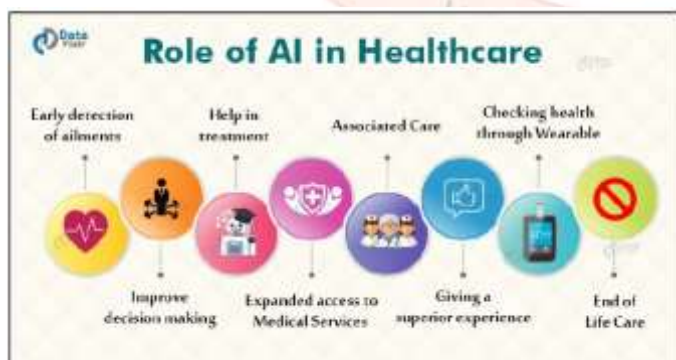 Data
Flair
Role of AI in Healthcare
Early detection
of ailments
Help in
treatment
Associated Care
Checking health
through Wearable
Improve
decision making
Expanded access to
Medical Services
Giving a
superior experience
End of
Life Care